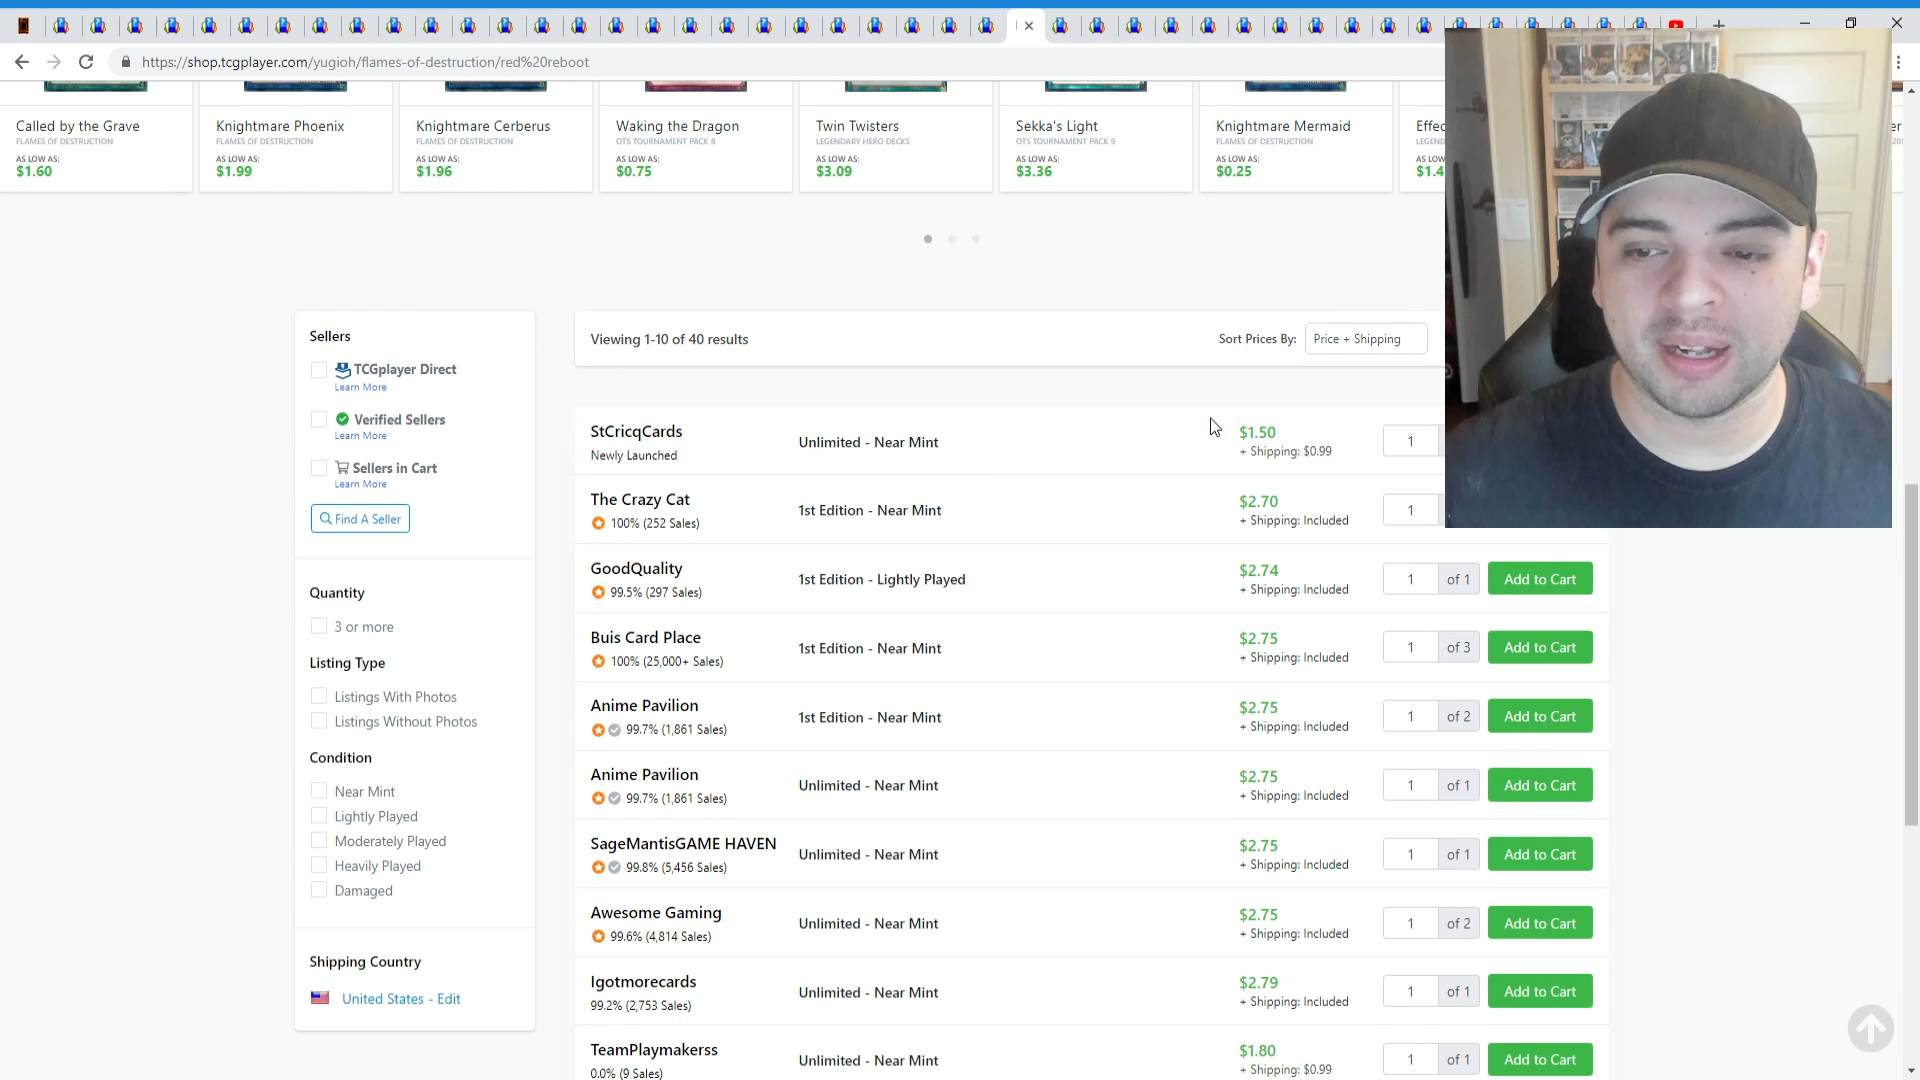 https://shop.tcgplayer.com/yugioh/flames-of-destruction/red%20reboot
Called by the Grave
FLAMES OF DESTRUCTION
AS LOW AS:
$1.60
Knightmare Phoenix
FLAMES OF DESTRUCTION
AS LOW AS:
$1.99
Knightmare Cerberus
FLAMES OF DESTRUCTION
AS LOW AS:
$1.96
Waking the Dragon
OTS TOURNAMENT PACK 8
AS LOW AS:
$0.75
Twin Twisters
LEGENDARY HERO DECKS
AS LOW AS:
$3.09
Sekka's Light
OTS TOURNAMENT PACK 9
AS LOW AS:
$3.36
Knightmare Mermaid
FLAMES OF DESTRUCTION
AS LOW AS:
$0.25
Effec
LEGEND
AS LOW
$1.4
Sellers
TCGplayer Direct
Learn More
Verified Sellers
Learn More
Sellers in Cart
Learn More
Find A Seller
Quantity
3 or more
Listing Type
Listings With Photos
Listings Without Photos
Condition
Near Mint
Lightly Played
Moderately Played
Heavily Played
Damaged
Shipping Country
United States - Edit
Viewing 1-10 of 40 results
Sort Prices By: Price + Shipping
StCricqCards
Newly Launched
Unlimited - Near Mint
$1.50
+ Shipping: $0.99
1
The Crazy Cat
100% (252 Sales)
1st Edition - Near Mint
$2.70
+ Shipping: Included
1
GoodQuality
99.5% (297 Sales)
1st Edition - Lightly Played
$2.74
+ Shipping: Included
1 of 1 Add to Cart
Buis Card Place
100% (25,000+ Sales)
1st Edition - Near Mint
$2.75
+ Shipping: Included
1 of 3 Add to Cart
Anime Pavilion
99.7% (1,861 Sales)
1st Edition - Near Mint
$2.75
+ Shipping: Included
1 of 2 Add to Cart
Anime Pavilion
99.7% (1,861 Sales)
Unlimited - Near Mint
$2.75
+ Shipping: Included
1 of 1 Add to Cart
SageMantisGAME HAVEN
99.8% (5,456 Sales)
Unlimited - Near Mint
$2.75
+ Shipping: Included
1 of 1 Add to Cart
Awesome Gaming
99.6% (4,814 Sales)
Unlimited - Near Mint
$2.75
+ Shipping: Included
1 of 2 Add to Cart
Igotmorecards
99.2% (2,753 Sales)
Unlimited - Near Mint
$2.79
+ Shipping: Included
1 of 1 Add to Cart
TeamPlaymakerss
0.0% (9 Sales)
Unlimited - Near Mint
$1.80
+ Shipping: $0.99
1 of 1 Add to Cart